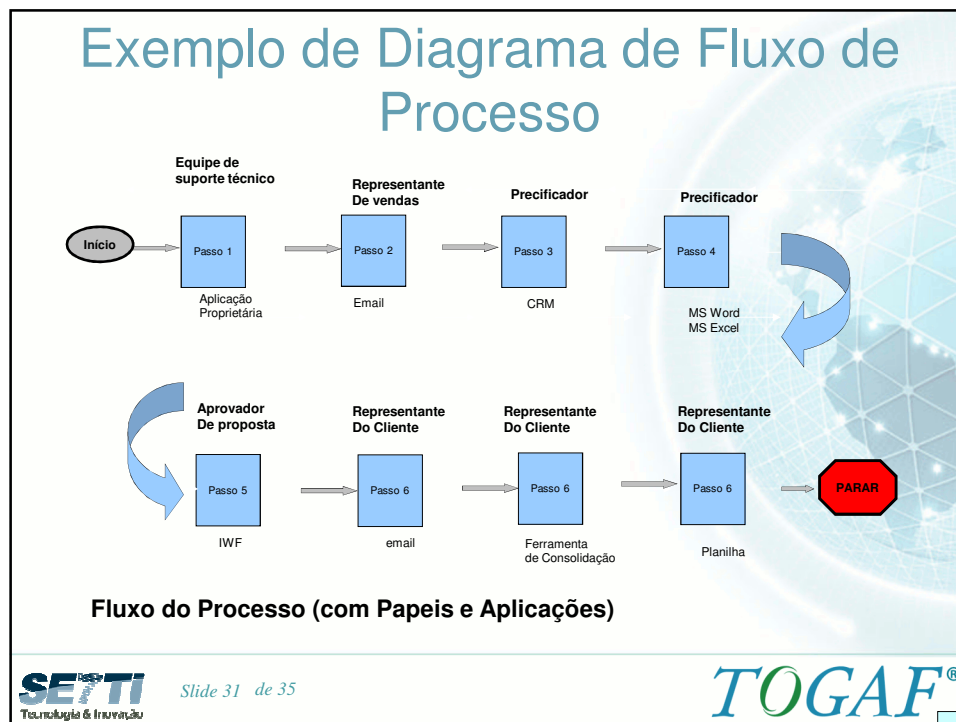 Exemplo de Diagrama de Fluxo de
Processo
Equipe de
suporte técnico
Representante
De vendas
Precificador
Precificador
Início
Passo 1
Passo 2
Passo 3
Passo 4
Aplicação
Proprietária
Email
CRM
MS Word
MS Excel
Aprovador
De proposta
Representante
Do Cliente
Representante
Do Cliente
Representante
Do Cliente
Passo 5
Passo 6
Passo 6
Passo 6
PARAR
IWF
email
Ferramenta
de Consolidação
Planilha
Fluxo do Processo (com Papeis e Aplicações)
Tecnologia & Inovação
Slide 31 de 35
TOGAF®